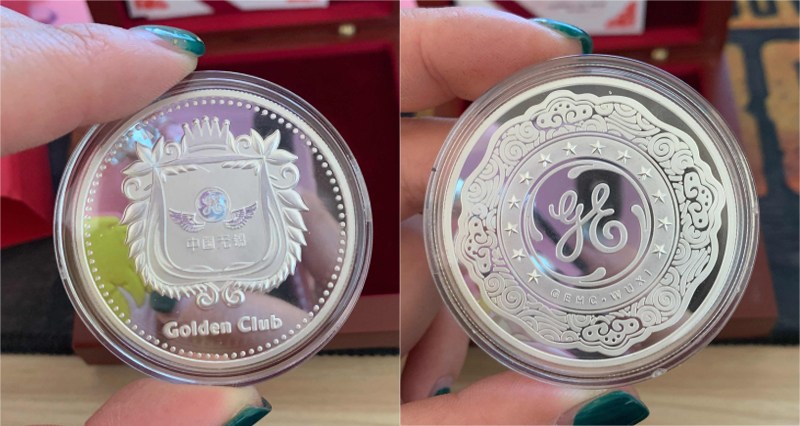 中国无锡
Golden Club
GE
GEMC·WUXI